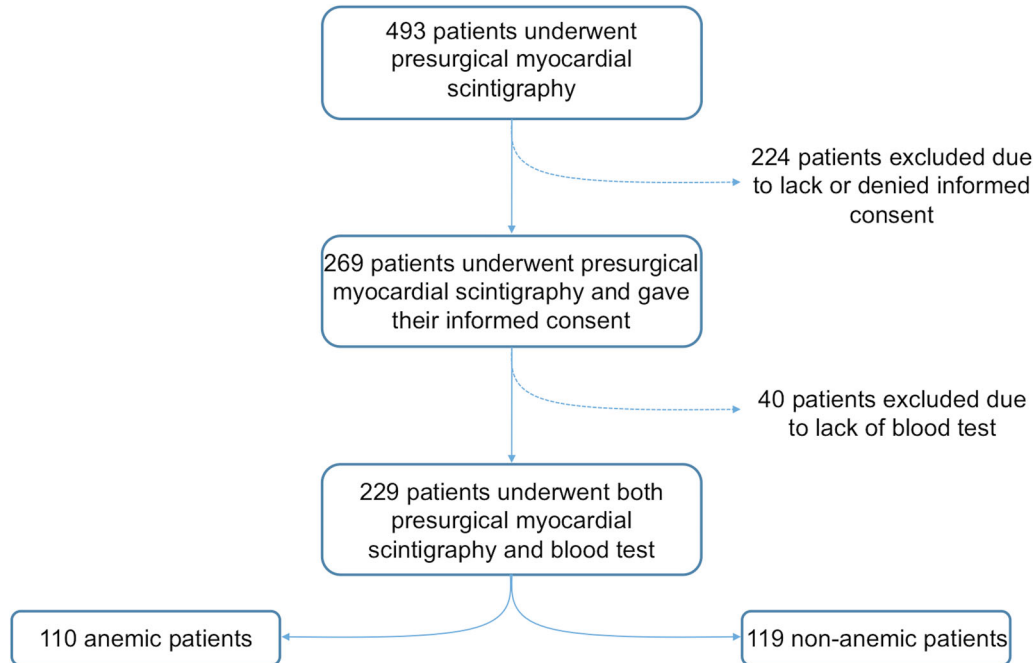 493 patients underwent
presurgical myocardial
scintigraphy
224 patients excluded due
to lack or denied informed
consent
269 patients underwent presurgical
myocardial scintigraphy and gave
their informed consent
40 patients excluded due
to lack of blood test
229 patients underwent both
presurgical myocardial
scintigraphy and blood test
110 anemic patients
119 non-anemic patients